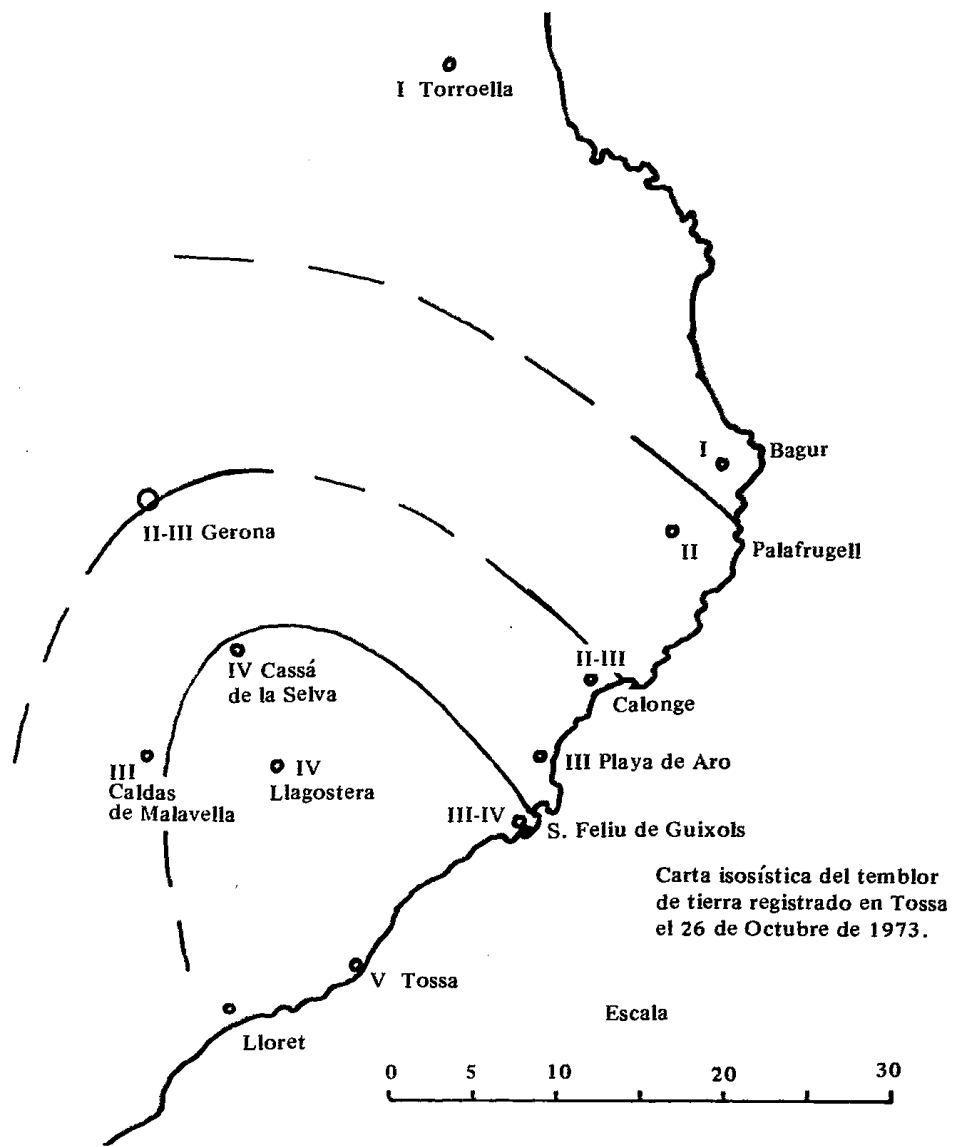 I Torroella
I
Bagur
II-III Gerona
II
Palafrugell
II-III
IV Cassá
de la Selva
Calonge
III
Caldas
de Malavella
IV
Llagostera
III Playa de Aro
III-IV
S. Feliu de Guixols
Carta isosística del temblor
de tierra registrado en Tossa
el 26 de Octubre de 1973.
V Tossa
Lloret
Escala
0 5 10 20 30